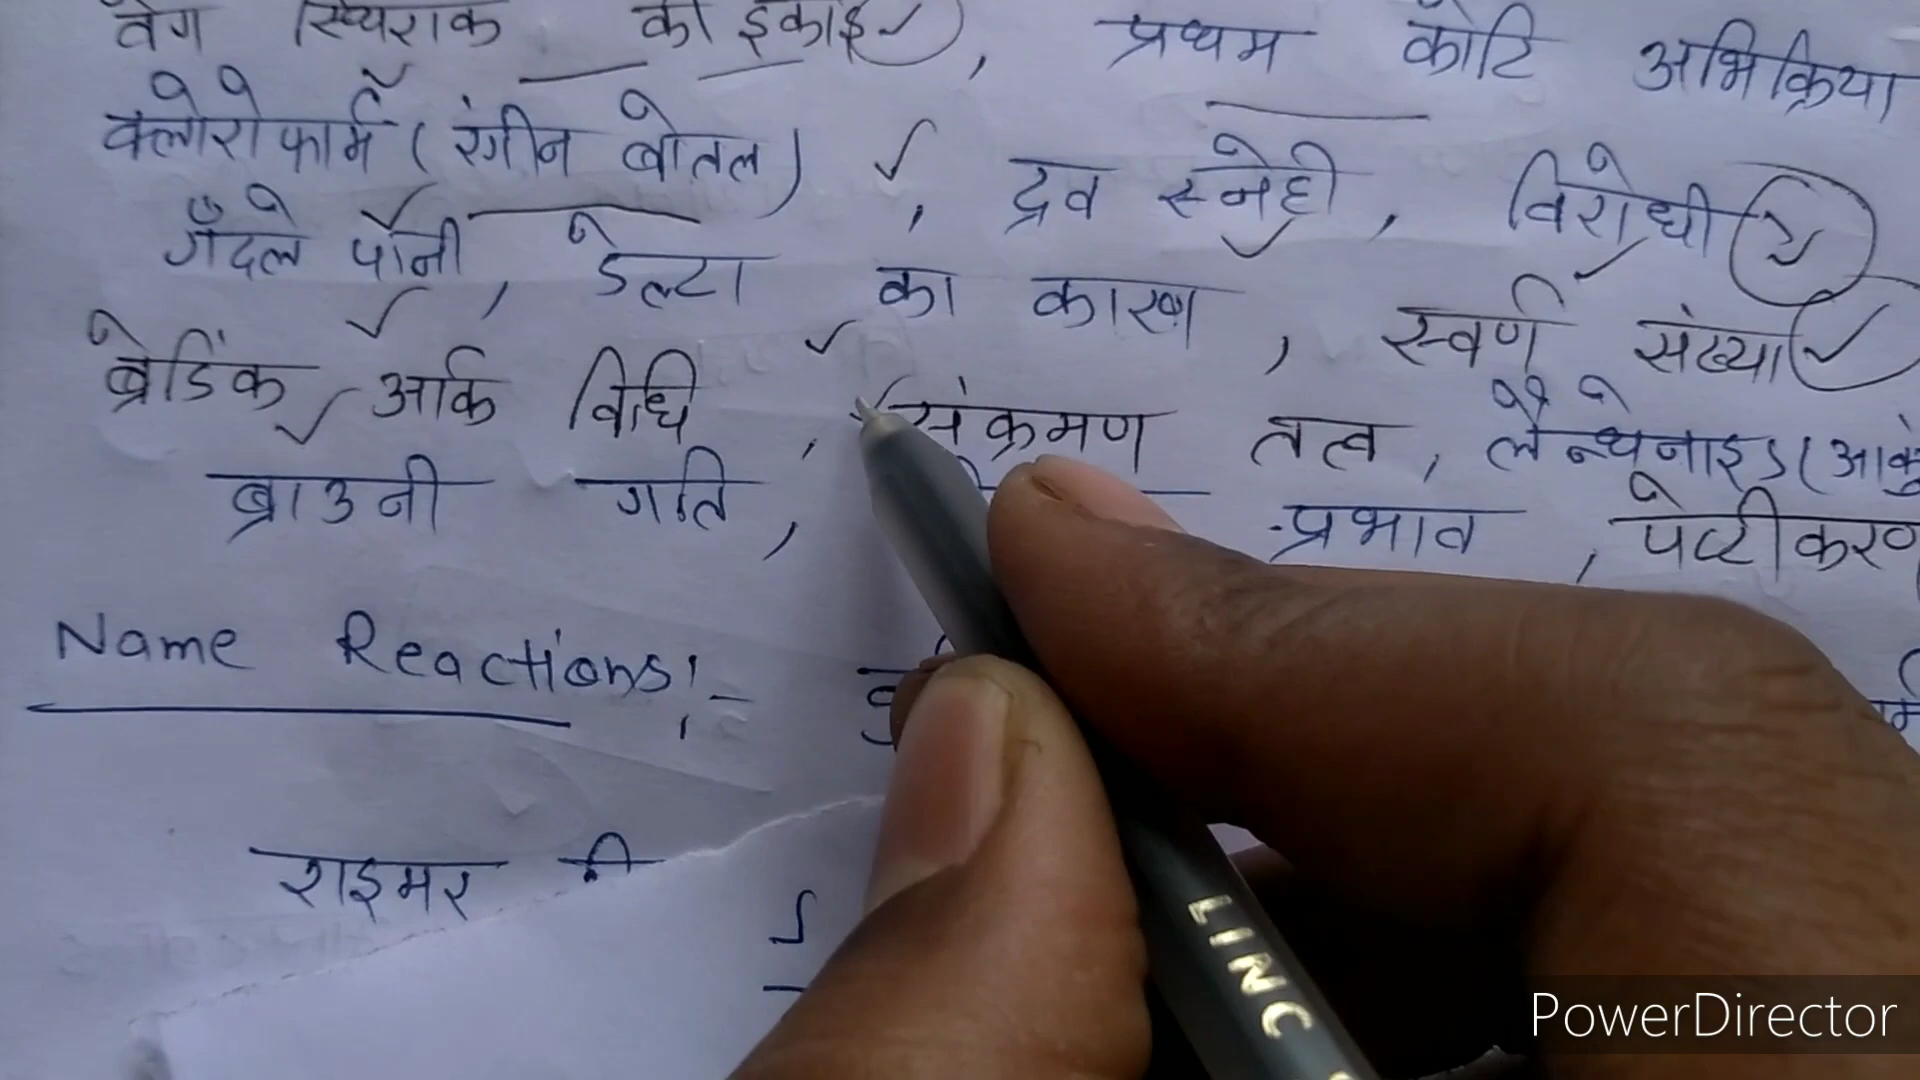 वेग स्थिरांक की इकाई, प्रथम कोटि अभिक्रिया
क्लोरोफार्म (रंगीन बोतल), द्रव स्नेही, विरोधी
गँदले पानी, डेल्टा का कारण, स्वर्ण संख्या
ब्रेडिंक आर्क विधि, संक्रमण तत्व, लैन्थेनाइड (आकुं
ब्राउनी गति, प्रभाव, पेप्टीकरण
Name Reactions:-
राइमर
LINC
PowerDirector